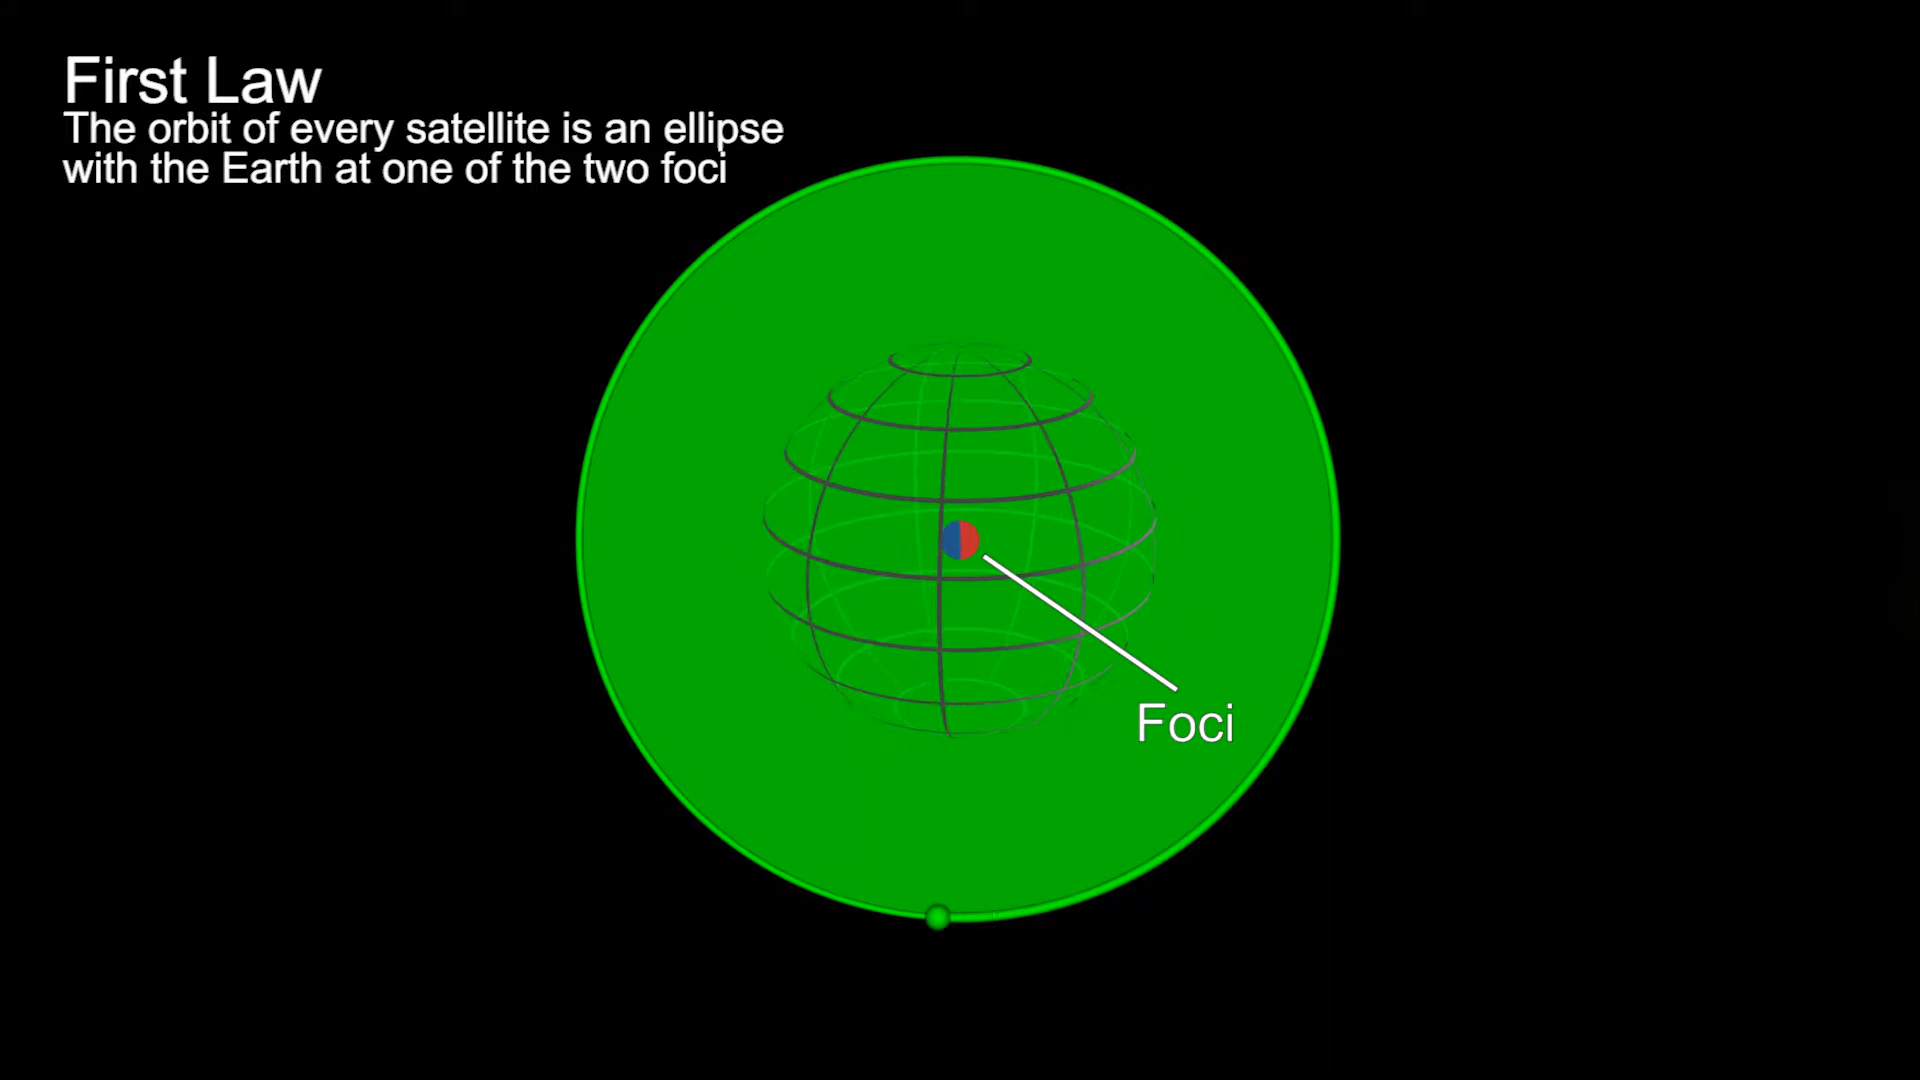 First Law
The orbit of every satellite is an ellipse
with the Earth at one of the two foci
Foci